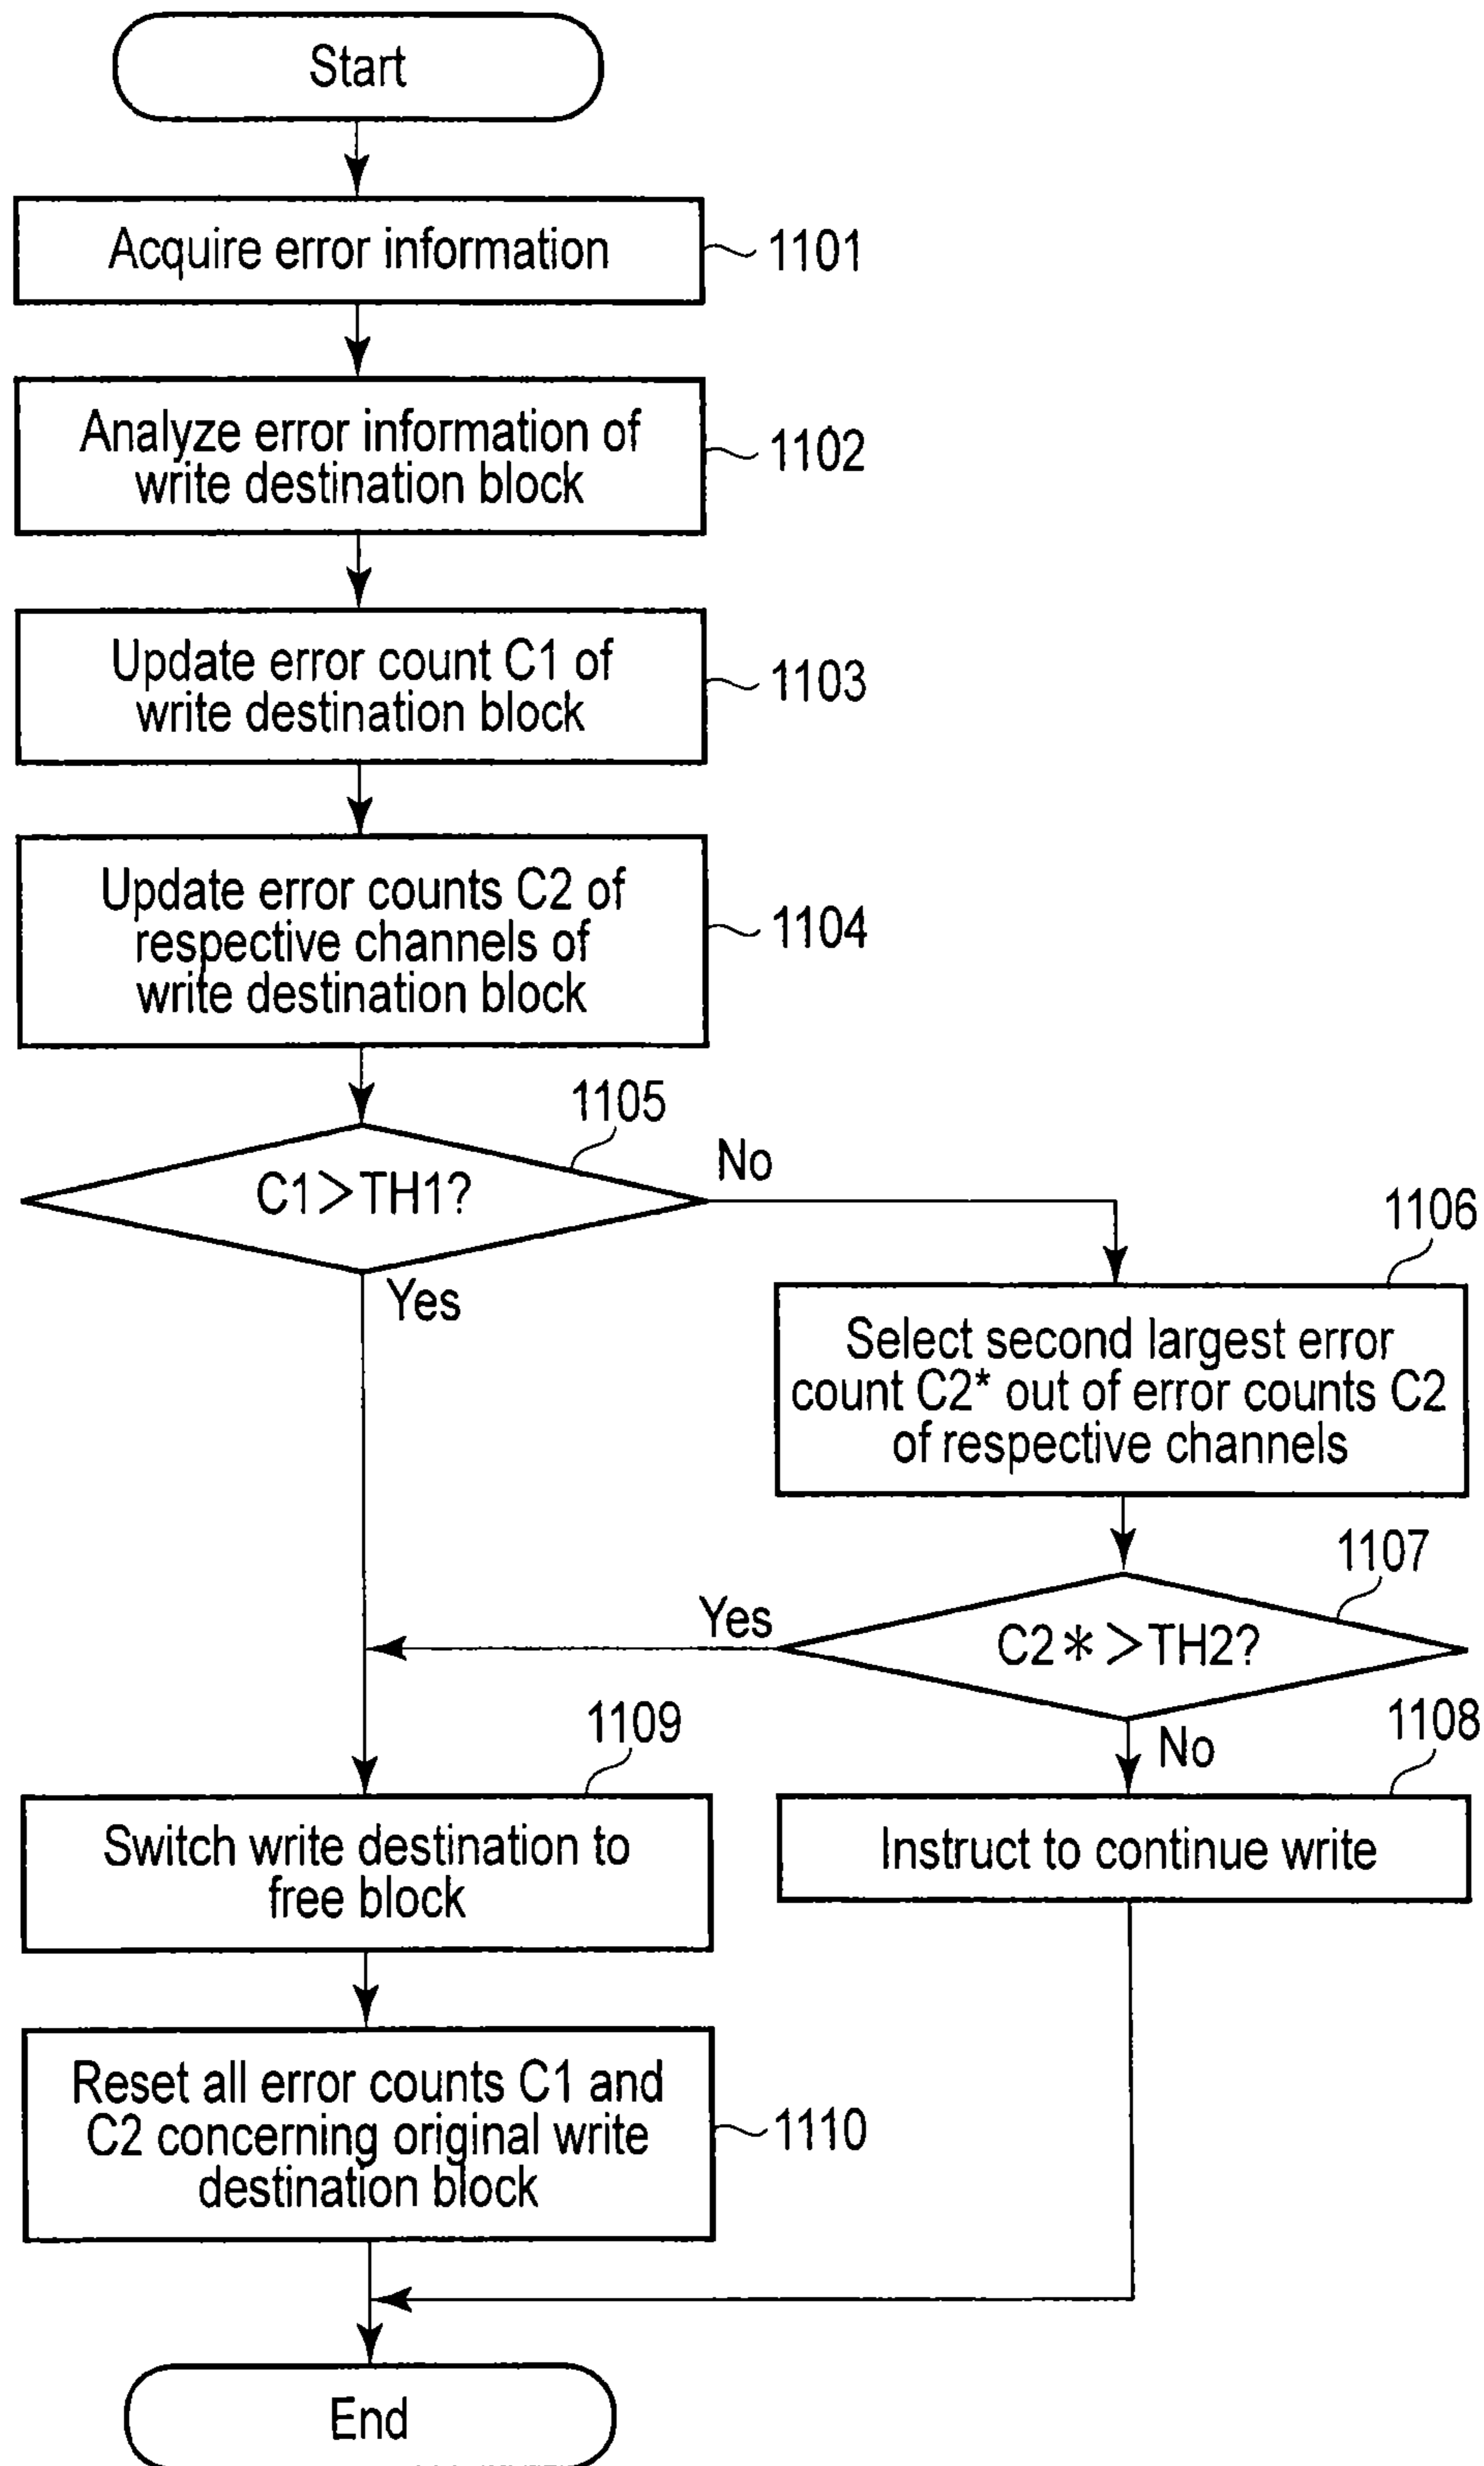 Start
Acquire error information
1101
Analyze error information of
write destination block
1102
Update error count C1 of
write destination block
1103
Update error counts C2 of
respective channels of
write destination block
1104
1105
C1>TH1?
No
Yes
1106
Select second largest error
count C2* out of error counts C2
of respective channels
1107
C2*>TH2?
Yes
No
1109
Switch write destination to
free block
1108
Instruct to continue write
Reset all error counts C1 and
C2 concerning original write
destination block
1110
End